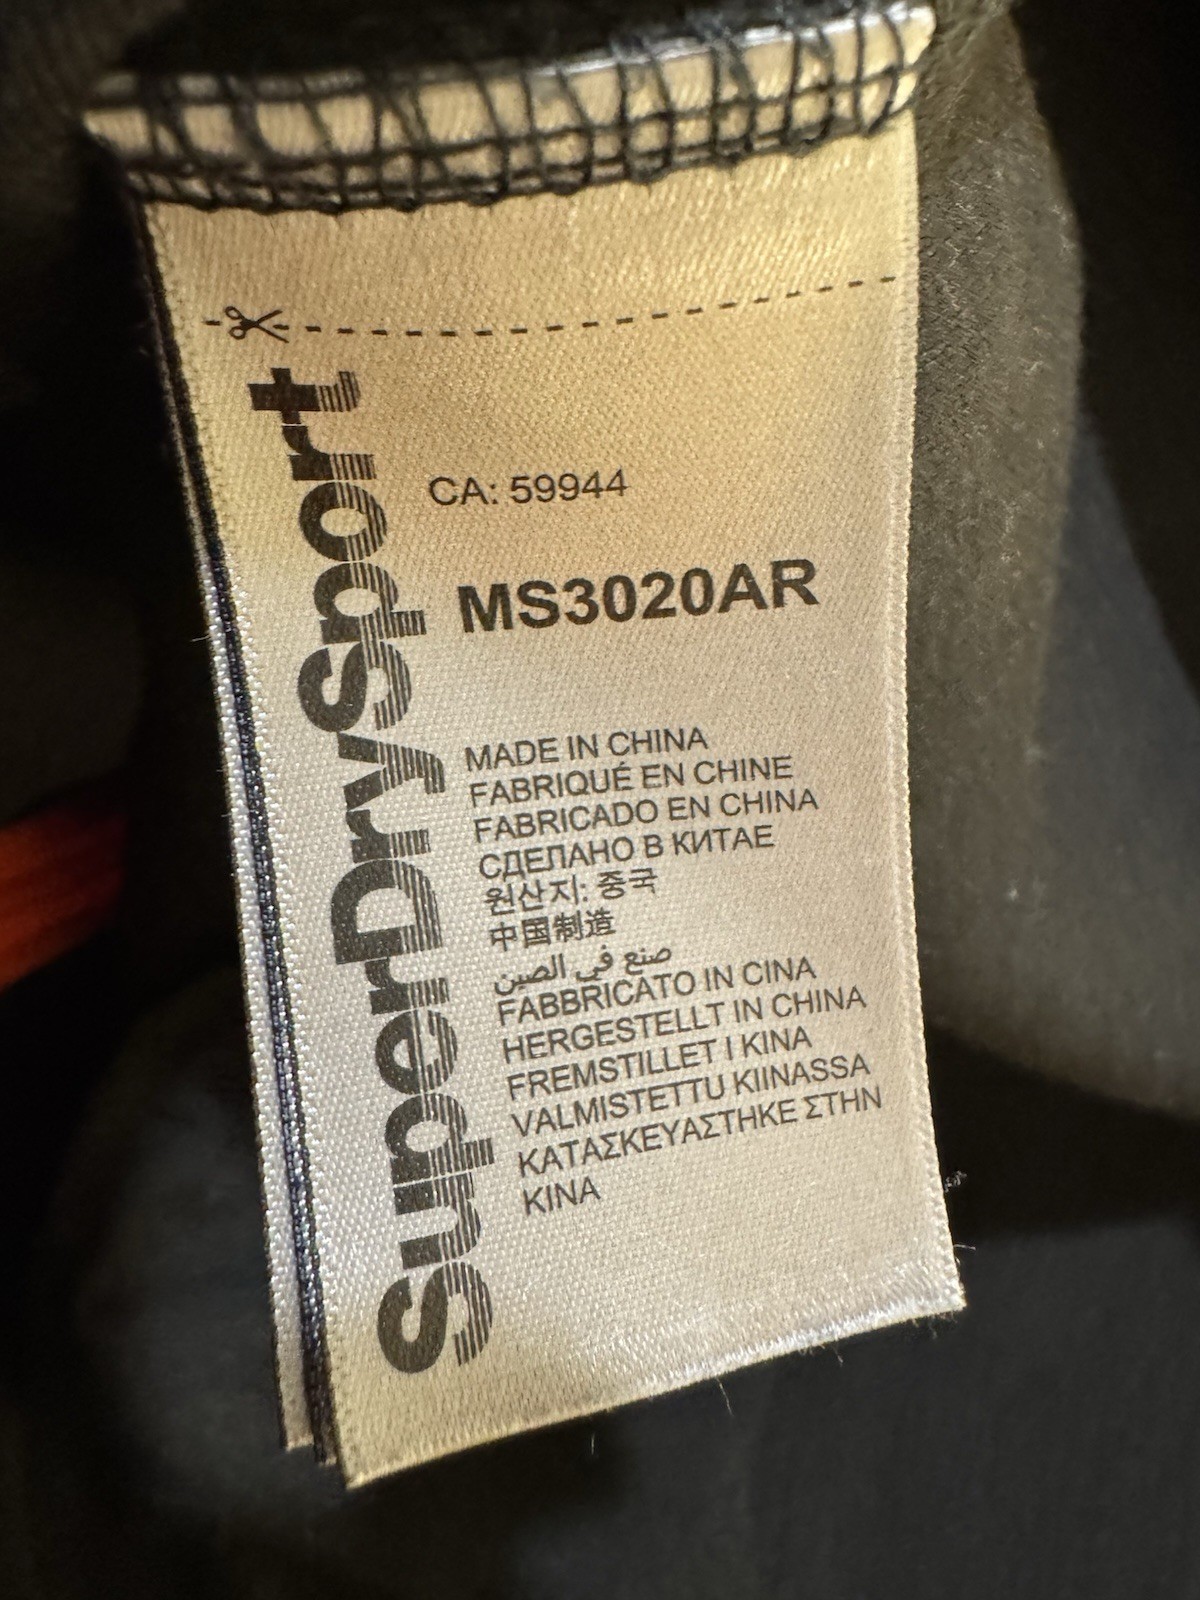 SuperDrySport
CA: 59944
MS3020AR
MADE IN CHINA
FABRIQUÉ EN CHINE
FABRICADO EN CHINA
СДЕЛАНО В КИТАЕ
원산지: 중국
中国制造
صنع في الصين
FABBRICATO IN CINA
HERGESTELLT IN CHINA
FREMSTILLET I KINA
VALMISTETTU KIINASSA
ΚΑΤΑΣΚΕΥΑΣΤΗΚΕ ΣΤΗΝ
ΚΙΝΑ